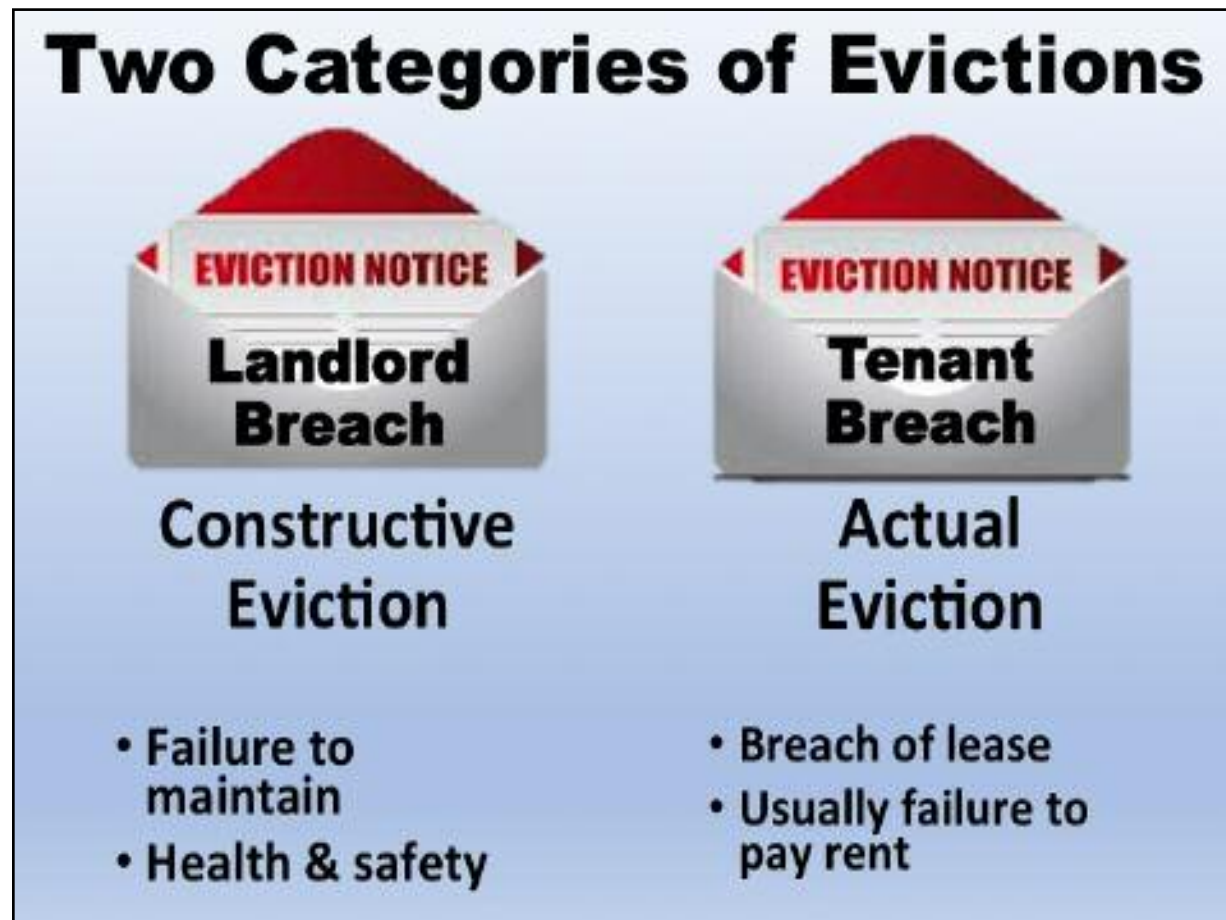 Two Categories of Evictions
EVICTION NOTICE
Landlord
Breach
Constructive
Eviction
• Failure to
maintain
• Health & safety
EVICTION NOTICE
Tenant
Breach
Actual
Eviction
• Breach of lease
• Usually failure to
pay rent